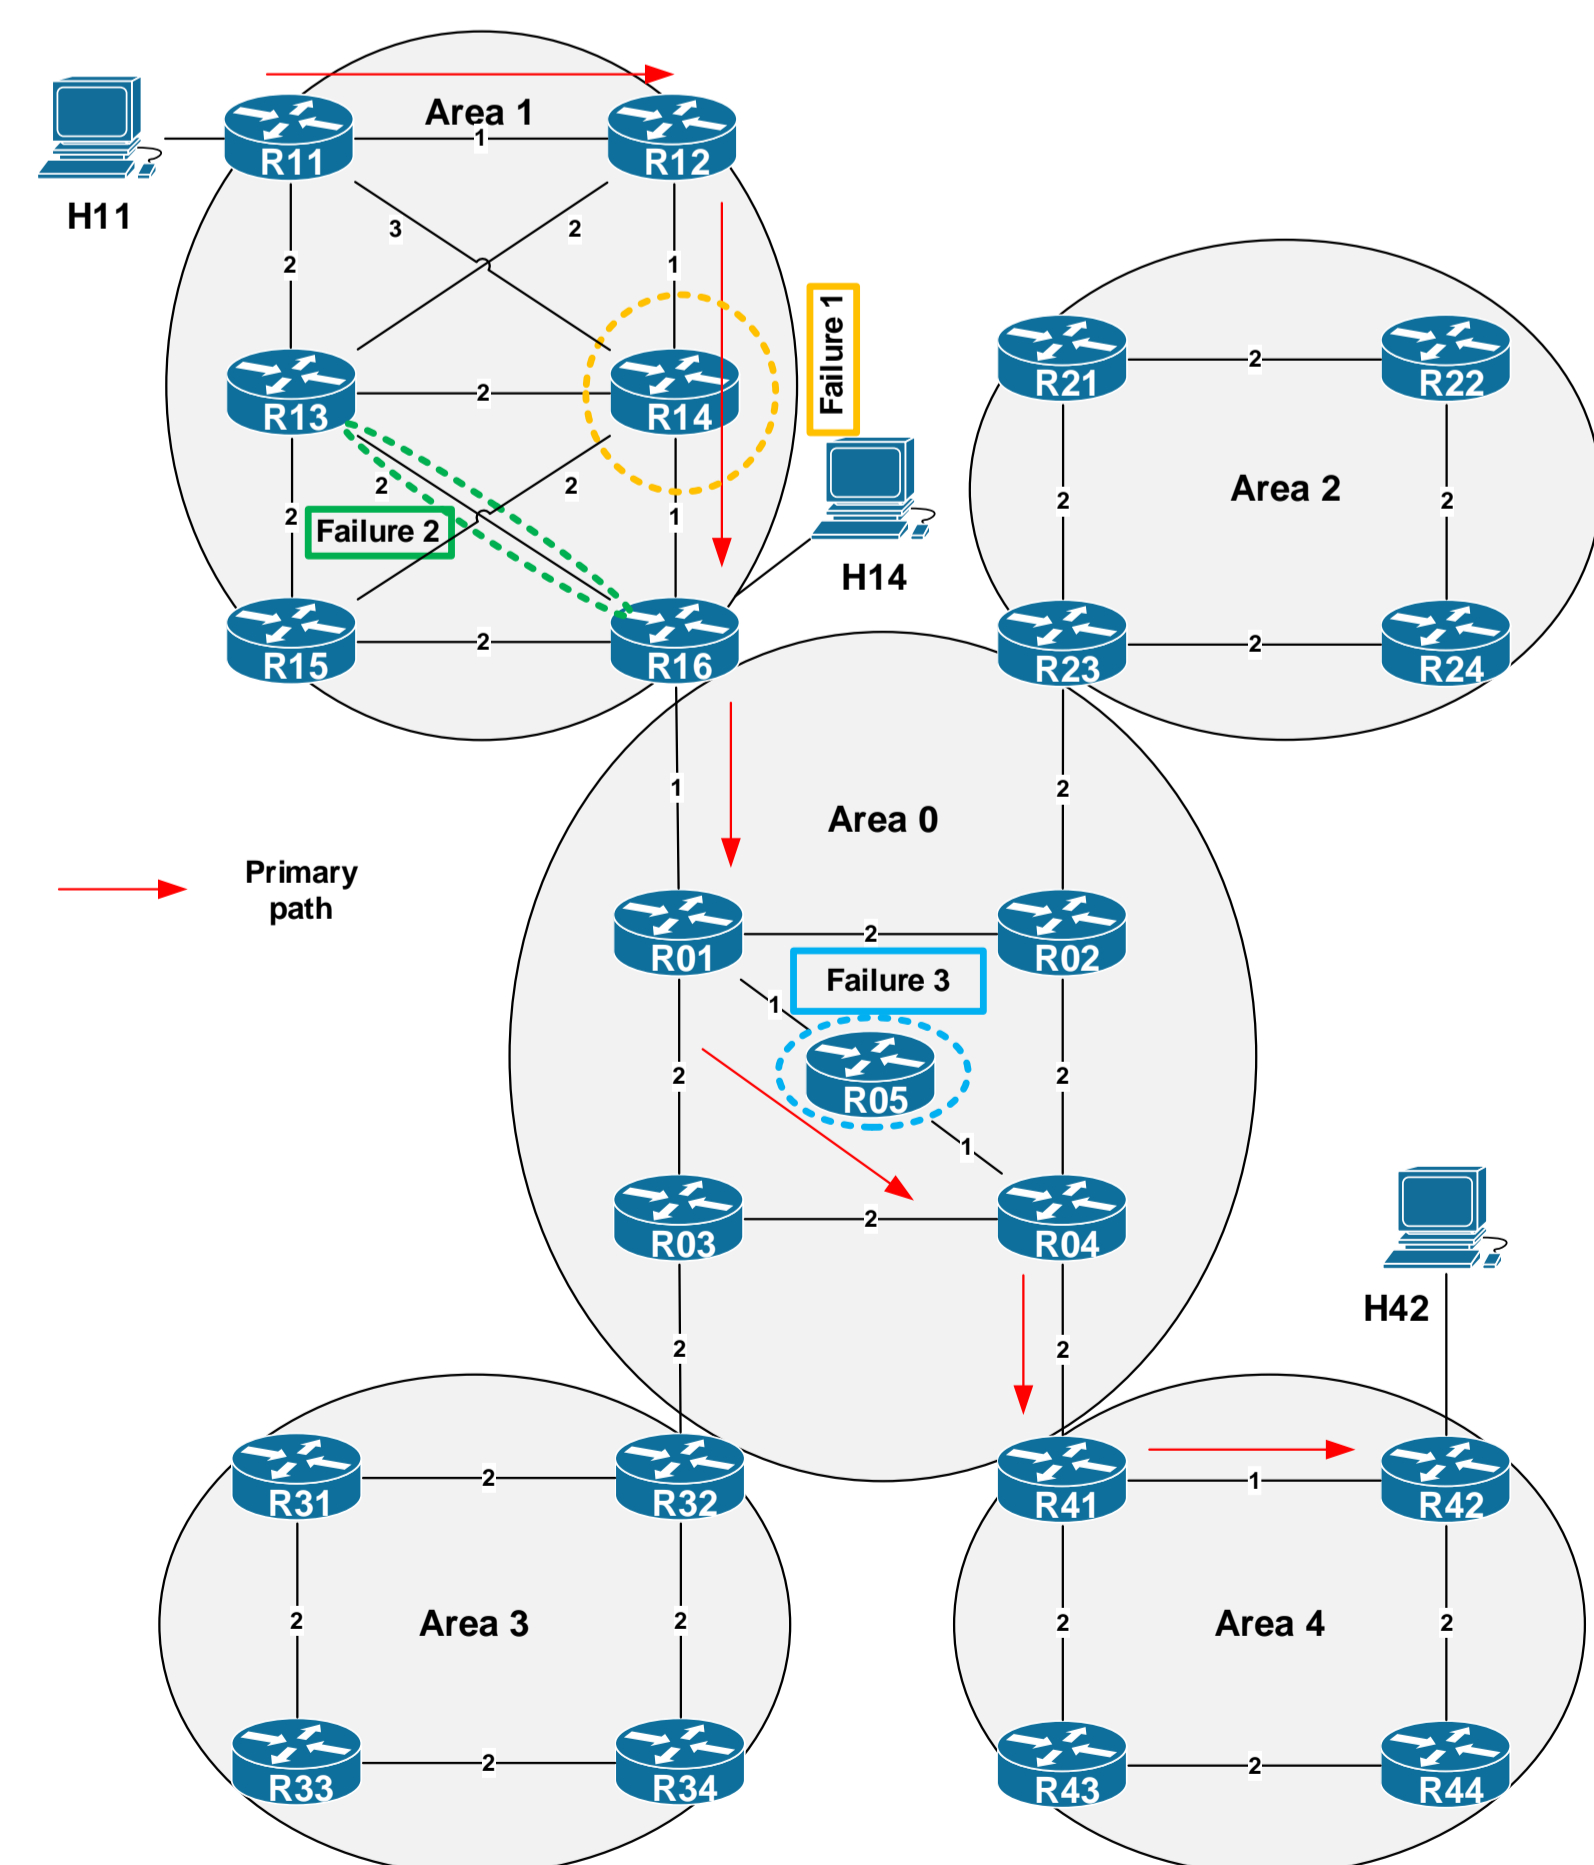 Area 1
R11
1
R12
H11
3
2
2
1
Failure 1
R13
2
R14
R21
2
R22
2
2
2
Failure 2
1
H14
Area 2
2
2
R15
2
R16
R23
2
R24
1
2
Area 0
Primary
path
R01
2
R02
Failure 3
1
2
R05
2
1
R03
2
R04
H42
2
2
R31
2
R32
R41
1
R42
2
Area 3
2
2
Area 4
2
R33
2
R34
R43
2
R44